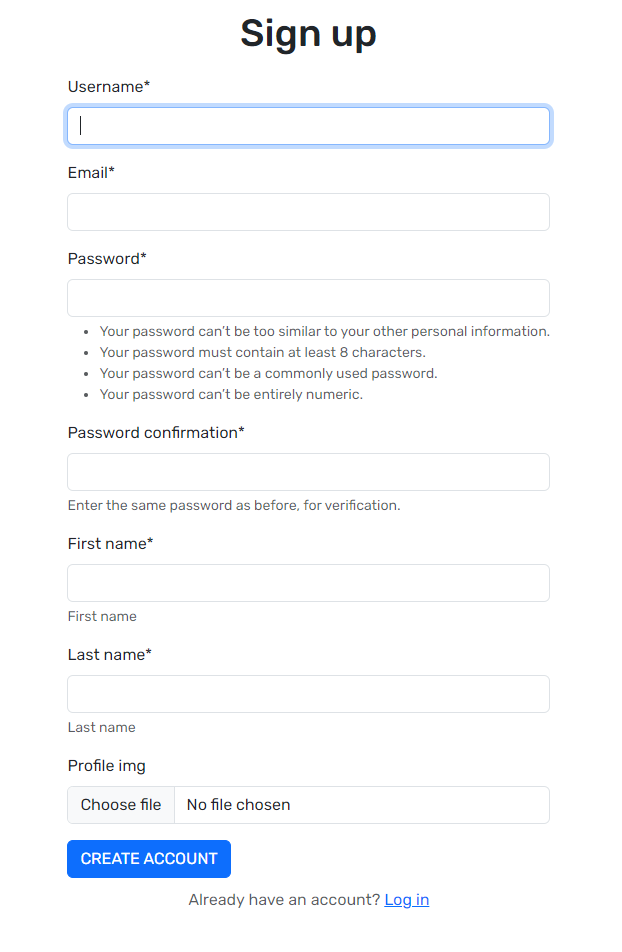 Sign up
Username*
Email*
Password*
Your password can’t be too similar to your other personal information.
Your password must contain at least 8 characters.
Your password can’t be a commonly used password.
Your password can’t be entirely numeric.
Password confirmation*
Enter the same password as before, for verification.
First name*
First name
Last name*
Last name
Profile img
Choose file No file chosen
CREATE ACCOUNT
Already have an account? Log in